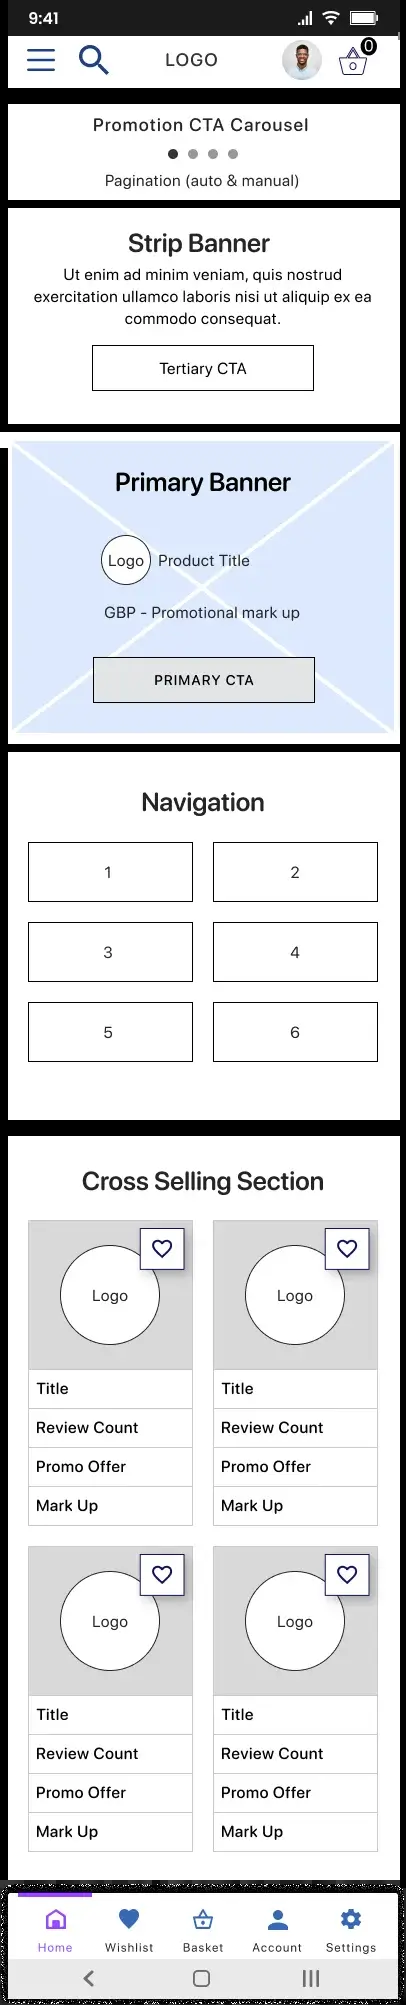 9:41
LOGO
0
0
Promotion CTA Carousel
Pagination (auto & manual)
Strip Banner
Ut enim ad minim veniam, quis nostrud
exercitation ullamco laboris nisi ut aliquip ex ea
commodo consequat.
Tertiary CTA
Primary Banner
Logo Product Title
GBP - Promotional mark up
PRIMARY CTA
Navigation
1 2
3 4
5 6
Cross Selling Section
Logo Logo
Title Title
Review Count Review Count
Promo Offer Promo Offer
Mark Up Mark Up
Logo Logo
Title Title
Review Count Review Count
Promo Offer Promo Offer
Mark Up Mark Up
Home Wishlist Basket Account Settings